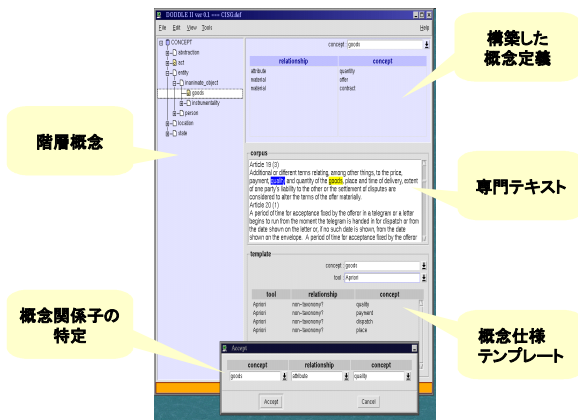 DODDLE II ver 0.1 === CISG.def
File Edit View Tools Help
CONCEPT
abstraction
act
entity
inanimate_object
goods
instrumentality
person
location
state
concept goods
relationship concept
attribute quantity
material offer
material contract
corpus
Article 19 (3)
Additional or different terms relating, among other things, to the price,
payment, quality and quantity of the goods, place and time of delivery, extent
of one party's liability to the other or the settlement of disputes are
considered to alter the terms of the offer materially.
Article 20 (1)
A period of time for acceptance fixed by the offeror in a telegram or a letter
begins to run from the moment the telegram is handed in for dispatch or from
the date shown on the letter or, if no such date is shown, from the date
shown on the envelope. A period of time for acceptance fixed by the offeror
template
concept goods
tool Apriori
tool relationship concept
Apriori non-taxonomy? quality
Apriori non-taxonomy? payment
Apriori non-taxonomy? dispatch
Apriori non-taxonomy? place
Accept
concept relationship concept
goods attribute quality
Accept Cancel
階層概念
概念関係子の
特定
構築した
概念定義
専門テキスト
概念仕様
テンプレート